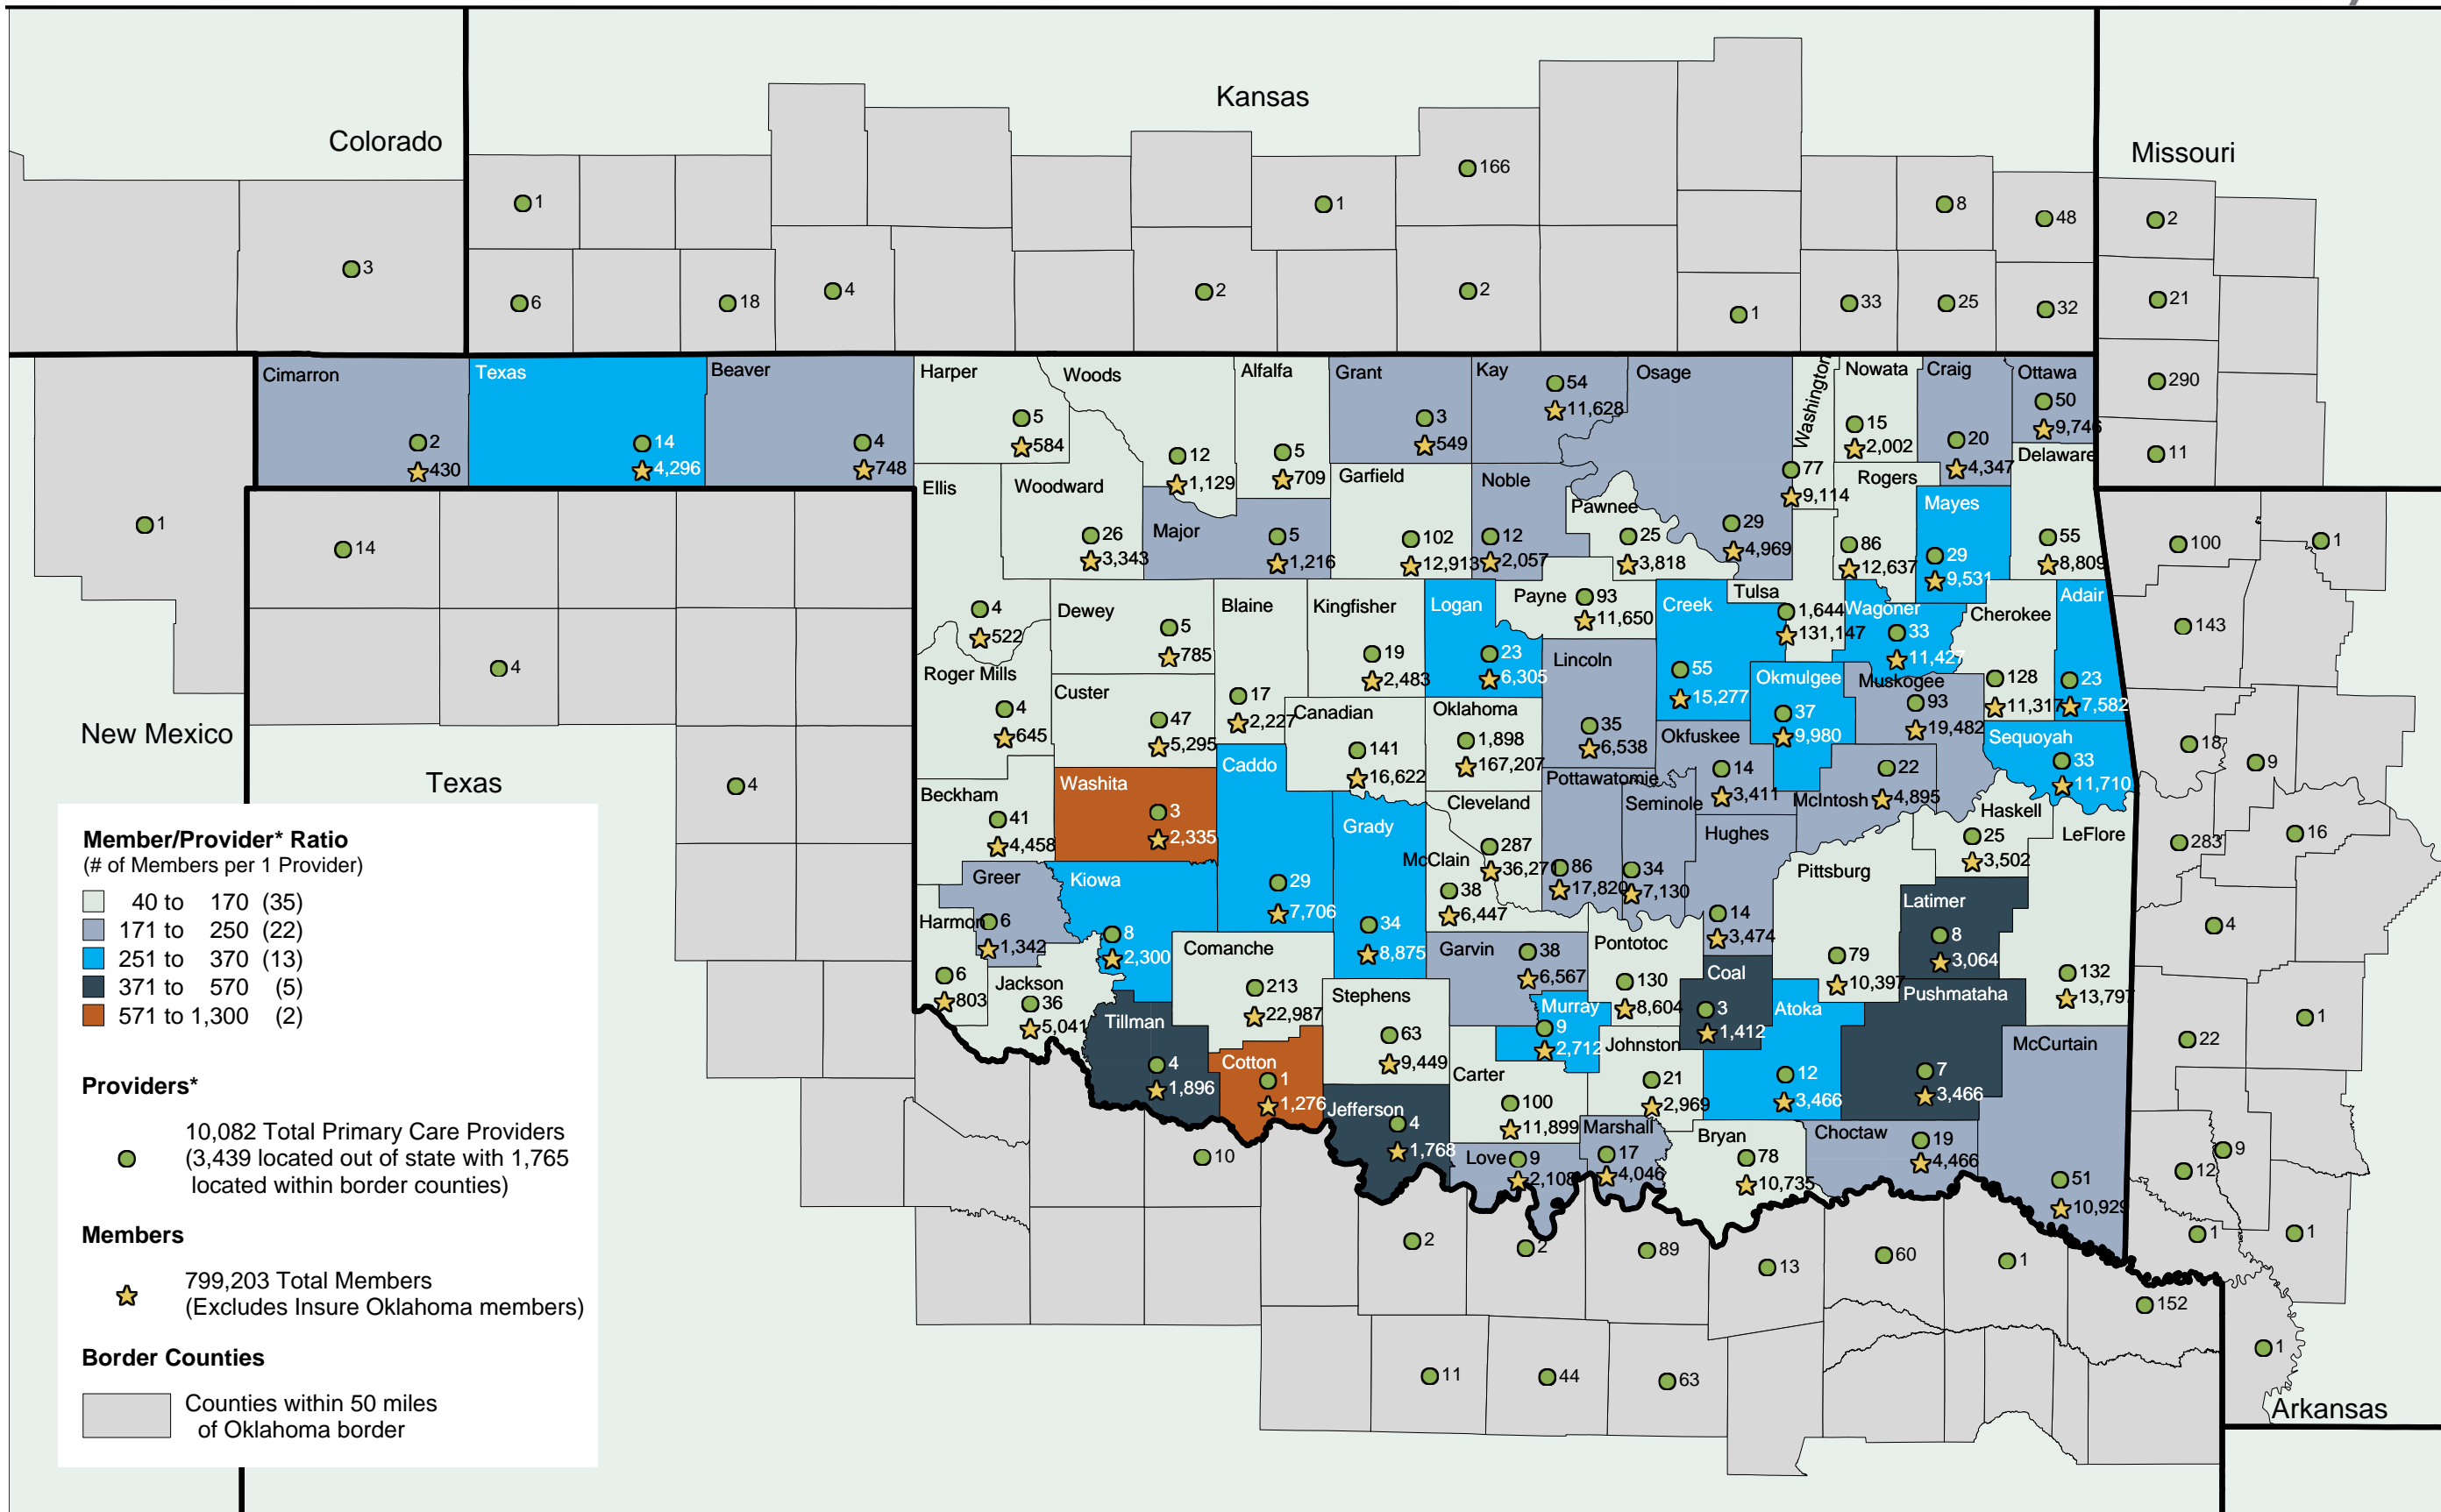 Kansas
Colorado
Missouri
166
1
1
8
48
2
3
6
18
4
2
2
1
33
25
32
21
290
11
Cimarron
2
430
Texas
14
4,296
Beaver
4
748
Harper
5
584
Woods
12
1,129
Alfalfa
5
709
Grant
3
549
Kay
54
11,628
Osage
29
4,969
Washington
77
9,114
Nowata
15
2,002
Craig
20
4,347
Ottawa
50
9,746
Delaware
55
8,809
Ellis
4
522
Woodward
26
3,343
Major
5
1,216
Garfield
102
12,913
Noble
12
2,057
Pawnee
25
3,818
Rogers
86
12,637
Mayes
29
9,531
Roger Mills
4
645
Dewey
5
785
Custer
47
5,295
Blaine
17
2,227
Kingfisher
19
2,483
Logan
23
6,305
Payne
93
11,650
Creek
55
15,277
Tulsa
1,644
131,147
Wagoner
33
11,427
Cherokee
128
11,317
Adair
23
7,582
Canadian
141
16,622
Oklahoma
1,898
167,207
Lincoln
35
6,538
Okfuskee
14
3,411
Okmulgee
37
9,980
Muskogee
93
19,482
Sequoyah
33
11,710
Beckham
41
4,458
Washita
3
2,335
Caddo
29
7,706
Grady
34
8,875
McClain
38
6,447
Cleveland
287
36,271
Pottawatomie
86
17,820
Seminole
34
7,130
Hughes
14
3,474
McIntosh
22
4,895
Haskell
25
3,502
LeFlore
132
13,797
Pittsburg
79
10,397
Latimer
8
3,064
Greer
6
1,342
Harmon
6
803
Kiowa
8
2,300
Jackson
36
5,041
Comanche
213
22,987
Tillman
4
1,896
Cotton
1
1,276
Stephens
63
9,449
Jefferson
4
1,768
Garvin
38
6,567
Murray
9
2,712
Pontotoc
130
8,604
Coal
3
1,412
Atoka
12
3,466
Pushmataha
7
3,466
McCurtain
51
10,929
Johnston
21
2,969
Carter
100
11,899
Love
9
2,108
Marshall
17
4,046
Bryan
78
10,735
Choctaw
19
4,466
New Mexico
1
Texas
14
4
4
10
2
2
89
13
60
1
152
11
44
63
100
1
143
18
9
283
16
4
22
1
9
12
1
1
1
Arkansas
Member/Provider* Ratio
(# of Members per 1 Provider)
40 to 170 (35)
171 to 250 (22)
251 to 370 (13)
371 to 570 (5)
571 to 1,300 (2)
Providers*
10,082 Total Primary Care Providers
(3,439 located out of state with 1,765
located within border counties)
Members
799,203 Total Members
(Excludes Insure Oklahoma members)
Border Counties
Counties within 50 miles
of Oklahoma border